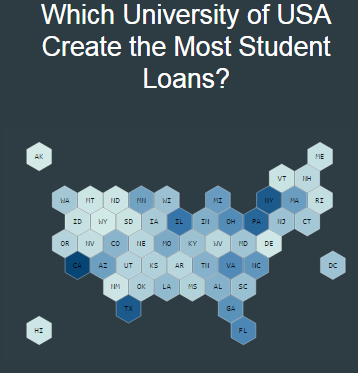 Which University of USA
Create the Most Student
Loans?
AK ME
VT NH
WA MT ND MN WI MI NY MA RI
ID WY SD IA IL IN OH PA NJ CT
OR NV CO NE MO KY WV MD DE
CA AZ UT KS AR TN VA NC DC
NM OK LA MS AL SC
TX GA
HI FL